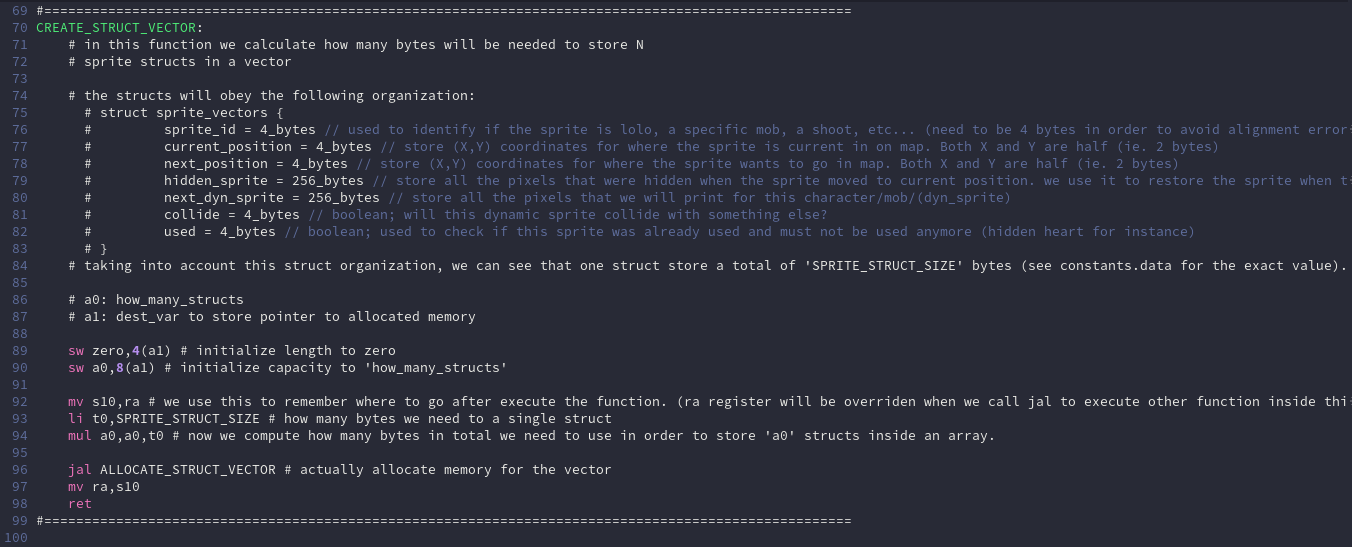 69 #=====================================================================================================
70 CREATE_STRUCT_VECTOR:
71 # in this function we calculate how many bytes will be needed to store N
72 # sprite structs in a vector
73
74 # the structs will obey the following organization:
75 # struct sprite_vectors {
76 # sprite_id = 4_bytes // used to identify if the sprite is lolo, a specific mob, a shoot, etc... (need to be 4 bytes in order to avoid alignment error
77 # current_position = 4_bytes // store (X,Y) coordinates for where the sprite is current in on map. Both X and Y are half (ie. 2 bytes)
78 # next_position = 4_bytes // store (X,Y) coordinates for where the sprite wants to go in map. Both X and Y are half (ie. 2 bytes)
79 # hidden_sprite = 256_bytes // store all the pixels that were hidden when the sprite moved to current position. we use it to restore the sprite when
80 # next_dyn_sprite = 256_bytes // store all the pixels that we will print for this character/mob/(dyn_sprite)
81 # collide = 4_bytes // boolean; will this dynamic sprite collide with something else?
82 # used = 4_bytes // boolean; used to check if this sprite was already used and must not be used anymore (hidden heart for instance)
83 # }
84 # taking into account this struct organization, we can see that one struct store a total of 'SPRITE_STRUCT_SIZE' bytes (see constants.data for the exact value).
85
86 # a0: how_many_structs
87 # a1: dest_var to store pointer to allocated memory
88
89 sw zero,4(a1) # initialize length to zero
90 sw a0,8(a1) # initialize capacity to 'how_many_structs'
91
92 mv s10,ra # we use this to remember where to go after execute the function. (ra register will be overriden when we call jal to execute other function inside
93 li t0,SPRITE_STRUCT_SIZE # how many bytes we need to a single struct
94 mul a0,a0,t0 # now we compute how many bytes in total we need to use in order to store 'a0' structs inside an array.
95
96 jal ALLOCATE_STRUCT_VECTOR # actually allocate memory for the vector
97 mv ra,s10
98 ret
99 #=====================================================================================================
100